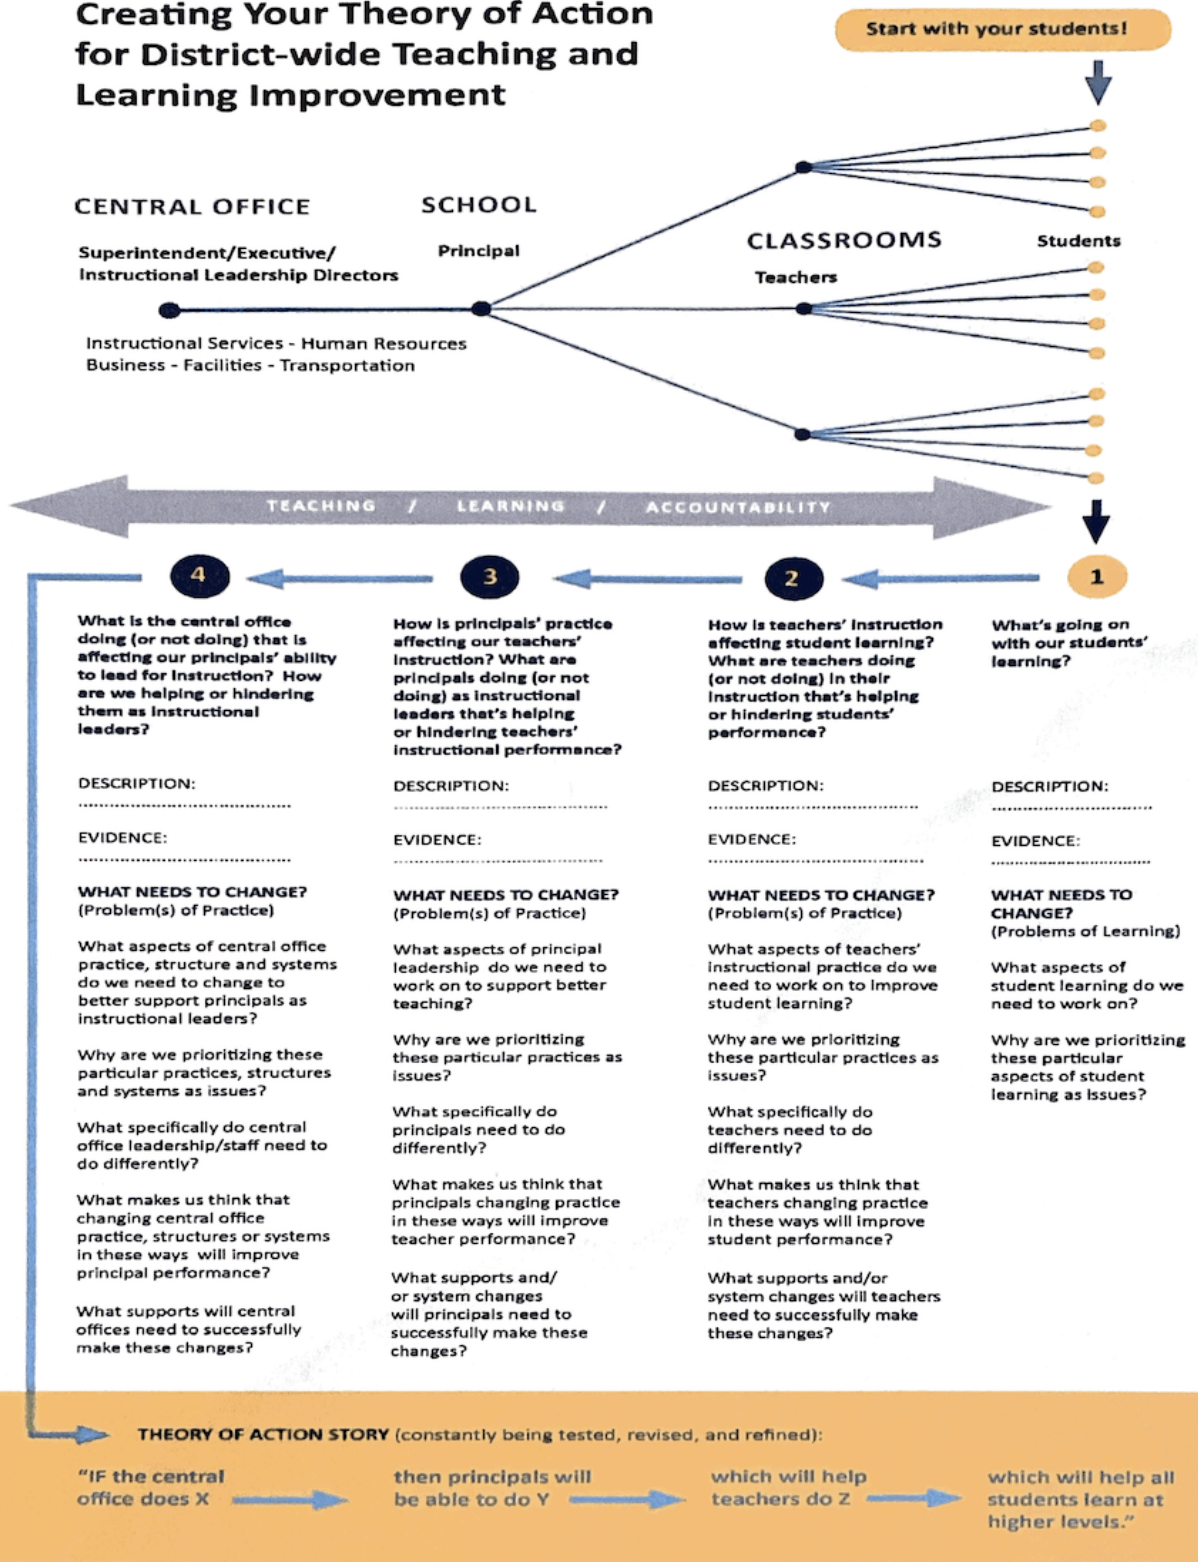 Creating Your Theory of Action
for District-wide Teaching and
Learning Improvement
Start with your students!
CENTRAL OFFICE
Superintendent/Executive/
Instructional Leadership Directors
Instructional Services - Human Resources
Business - Facilities - Transportation
SCHOOL
Principal
CLASSROOMS
Teachers
Students
TEACHING / LEARNING / ACCOUNTABILITY
4
What is the central office
doing (or not doing) that is
affecting our principals' ability
to lead for instruction? How
are we helping or hindering
them as instructional
leaders?
DESCRIPTION:
EVIDENCE:
WHAT NEEDS TO CHANGE?
(Problem(s) of Practice)
What aspects of central office
practice, structure and systems
do we need to change to
better support principals as
instructional leaders?
Why are we prioritizing these
particular practices, structures
and systems as issues?
What specifically do central
office leadership/staff need to
do differently?
What makes us think that
changing central office
practice, structures or systems
in these ways will improve
principal performance?
What supports will central
offices need to successfully
make these changes?
3
How is principals' practice
affecting our teachers'
instruction? What are
principals doing (or not
doing) as instructional
leaders that's helping
or hindering teachers'
instructional performance?
DESCRIPTION:
EVIDENCE:
WHAT NEEDS TO CHANGE?
(Problem(s) of Practice)
What aspects of principal
leadership do we need to
work on to support better
teaching?
Why are we prioritizing
these particular practices as
issues?
What specifically do
principals need to do
differently?
What makes us think that
principals changing practice
in these ways will improve
teacher performance?
What supports and/
or system changes
will principals need to
successfully make these
changes?
2
How is teachers' instruction
affecting student learning?
What are teachers doing
(or not doing) in their
instruction that's helping
or hindering students'
performance?
DESCRIPTION:
EVIDENCE:
WHAT NEEDS TO CHANGE?
(Problem(s) of Practice)
What aspects of teachers'
instructional practice do we
need to work on to improve
student learning?
Why are we prioritizing
these particular practices as
issues?
What specifically do
teachers need to do
differently?
What makes us think that
teachers changing practice
in these ways will improve
student performance?
What supports and/or
system changes will teachers
need to successfully make
these changes?
1
What's going on
with our students'
learning?
DESCRIPTION:
EVIDENCE:
WHAT NEEDS TO
CHANGE?
(Problems of Learning)
What aspects of
student learning do we
need to work on?
Why are we prioritizing
these particular
aspects of student
learning as issues?
THEORY OF ACTION STORY (constantly being tested, revised, and refined):
"IF the central
office does X
then principals will
be able to do Y
which will help
teachers do Z
which will help all
students learn at
higher levels."